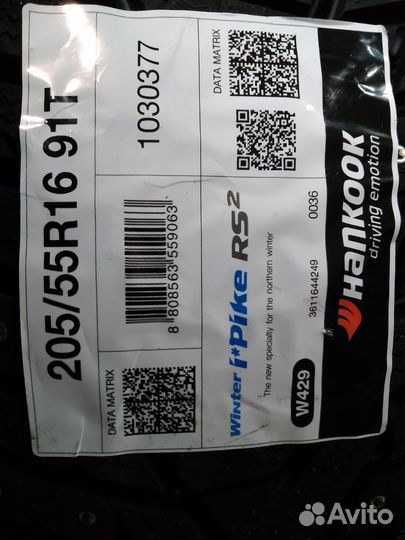 205/55R16 91T
1030377
DATA MATRIX
8 808563 559063
DATA MATRIX
Winter i*Pike RS²
The new specialty for the northern winter
W429
3611644249
0036
HANKOOK
driving emotion
Avito